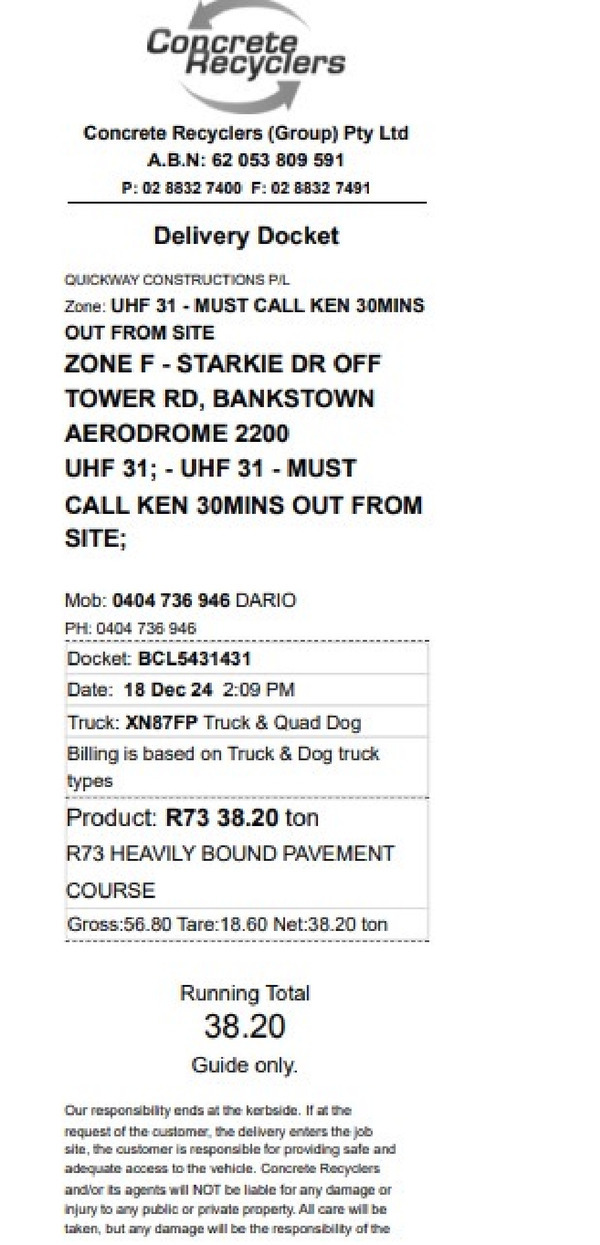 Concrete
Recyclers
Concrete Recyclers (Group) Pty Ltd
A.B.N: 62 053 809 591
P: 02 8832 7400 F: 02 8832 7491
Delivery Docket
QUICKWAY CONSTRUCTIONS P/L
Zone: UHF 31 - MUST CALL KEN 30MINS
OUT FROM SITE
ZONE F - STARKIE DR OFF
TOWER RD, BANKSTOWN
AERODROME 2200
UHF 31; - UHF 31 - MUST
CALL KEN 30MINS OUT FROM
SITE;
Mob: 0404 736 946 DARIO
PH: 0404 736 946
Docket: BCL5431431
Date: 18 Dec 24 2:09 PM
Truck: XN87FP Truck & Quad Dog
Billing is based on Truck & Dog truck
types
Product: R73 38.20 ton
R73 HEAVILY BOUND PAVEMENT
COURSE
Gross:56.80 Tare:18.60 Net:38.20 ton
Running Total
38.20
Guide only.
Our responsibility ends at the kerbside. If at the
request of the customer, the delivery enters the job
site, the customer is responsible for providing safe and
adequate access to the vehicle. Concrete Recyclers
and/or its agents will NOT be liable for any damage or
injury to any public or private property. All care will be
taken, but any damage will be the responsibility of the